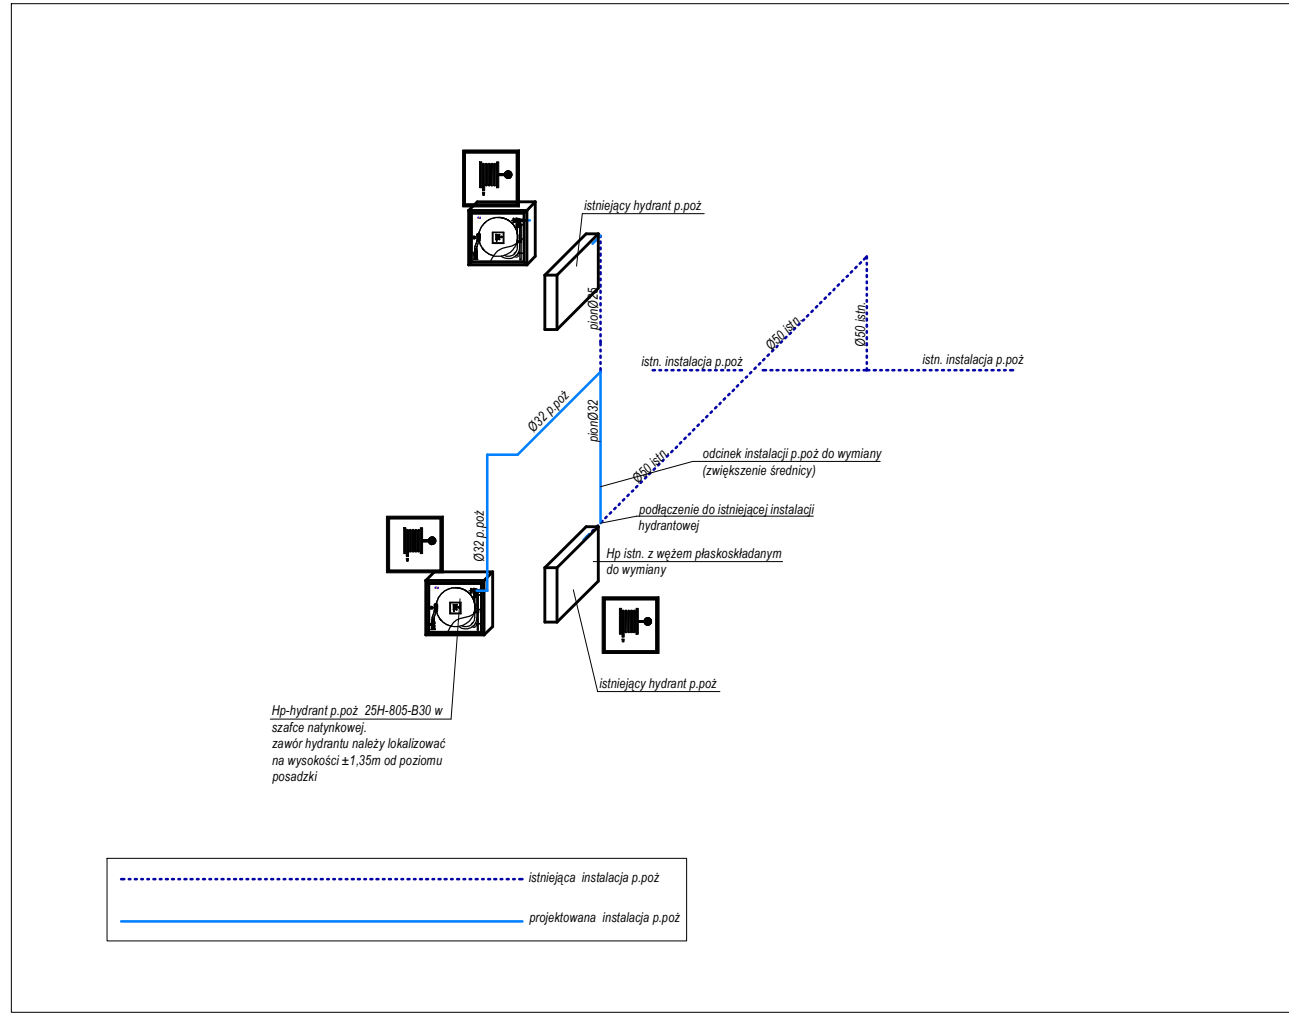 istniejący hydrant p.poż
pionØ25
Ø50 istn.
Ø50 istn.
istn. instalacja p.poż
istn. instalacja p.poż
Ø32 p.poż
pionØ32
Ø50 istn.
odcinek instalacji p.poż do wymiany
(zwiększenie średnicy)
podłączenie do istniejącej instalacji
hydrantowej
Ø32 p.poż
Hp istn. z wężem płaskoskładanym
do wymiany
istniejący hydrant p.poż
Hp-hydrant p.poż 25H-805-B30 w
szafce natynkowej.
zawór hydrantu należy lokalizować
na wysokości ±1,35m od poziomu
posadzki
istniejąca instalacja p.poż
projektowana instalacja p.poż